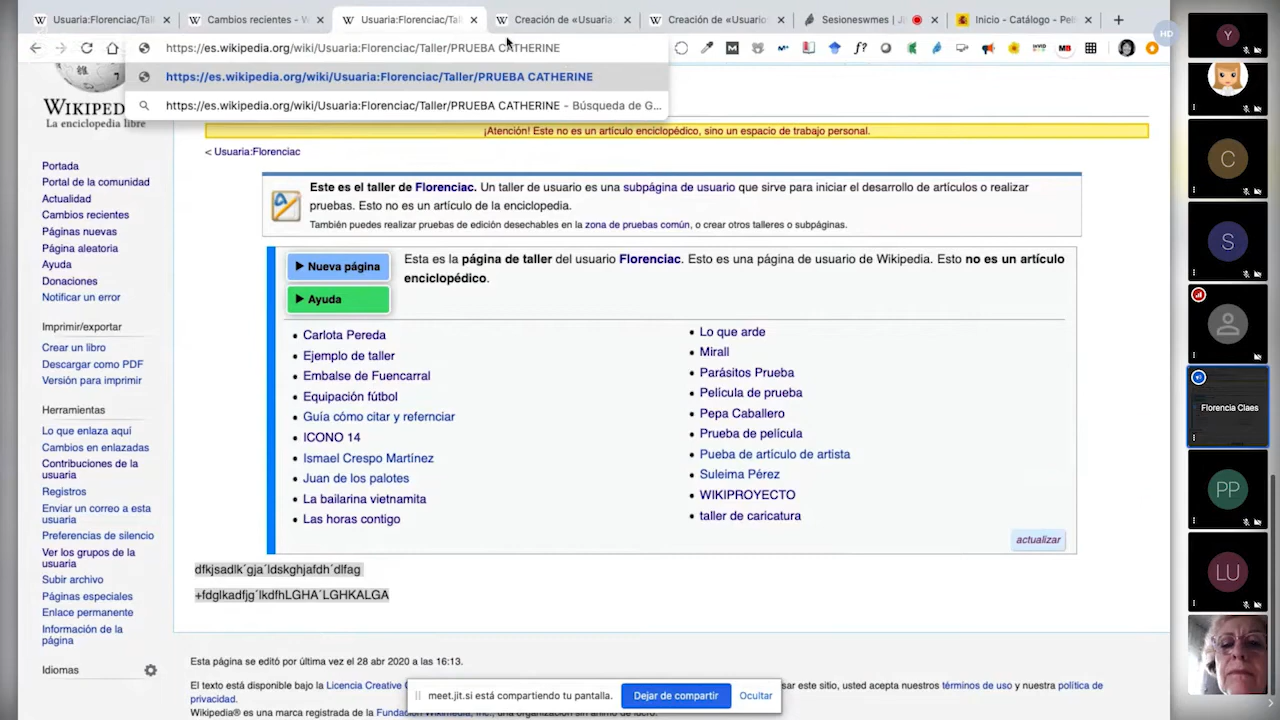 Usuaria:Florenciac/Tall
Cambios recientes - W
Usuaria:Florenciac/Tall
Creación de «Usuaria:
Creación de «Usuario:
Sesioneswmes | J
Inicio - Catálogo - Peli
https://es.wikipedia.org/wiki/Usuaria:Florenciac/Taller/PRUEBA CATHERINE
https://es.wikipedia.org/wiki/Usuaria:Florenciac/Taller/PRUEBA CATHERINE
https://es.wikipedia.org/wiki/Usuaria:Florenciac/Taller/PRUEBA CATHERINE - Búsqueda de G...
HD
WIKIPED
La enciclopedia libre
Portada
Portal de la comunidad
Actualidad
Cambios recientes
Páginas nuevas
Página aleatoria
Ayuda
Donaciones
Notificar un error
Imprimir/exportar
Crear un libro
Descargar como PDF
Versión para imprimir
Herramientas
Lo que enlaza aquí
Cambios en enlazadas
Contribuciones de la
usuaria
Registros
Enviar un correo a esta
usuaria
Preferencias de silencio
Ver los grupos de la
usuaria
Subir archivo
Páginas especiales
Enlace permanente
Información de la
página
Idiomas
¡Atención! Este no es un artículo enciclopédico, sino un espacio de trabajo personal.
< Usuaria:Florenciac
Este es el taller de Florenciac. Un taller de usuario es una subpágina de usuario que sirve para iniciar el desarrollo de artículos o realizar
pruebas. Esto no es un artículo de la enciclopedia.
También puedes realizar pruebas de edición desechables en la zona de pruebas común, o crear otros talleres o subpáginas.
Nueva página
Ayuda
Esta es la página de taller del usuario Florenciac. Esto es una página de usuario de Wikipedia. Esto no es un artículo
enciclopédico.
Carlota Pereda
Ejemplo de taller
Embalse de Fuencarral
Equipación fútbol
Guía cómo citar y refernciar
ICONO 14
Ismael Crespo Martínez
Juan de los palotes
La bailarina vietnamita
Las horas contigo
Lo que arde
Mirall
Parásitos Prueba
Película de prueba
Pepa Caballero
Prueba de película
Pueba de artículo de artista
Suleima Pérez
WIKIPROYECTO
taller de caricatura
actualizar
dfkjsadlk´gja´ldskghjafdh´dlfag
+fdglkadfjg´lkdfhLGHA´LGHKALGA
Esta página se editó por última vez el 28 abr 2020 a las 16:13.
El texto está disponible bajo la Licencia Creative
sar este sitio, usted acepta nuestros términos de uso y nuestra política de
privacidad.
Wikipedia® es una marca registrada de la Fundación Wikimedia, Inc., una organización sin ánimo de lucro.
meet.jit.si está compartiendo tu pantalla.
Dejar de compartir
Ocultar
Y
C
S
Florencia Claes
PP
LU